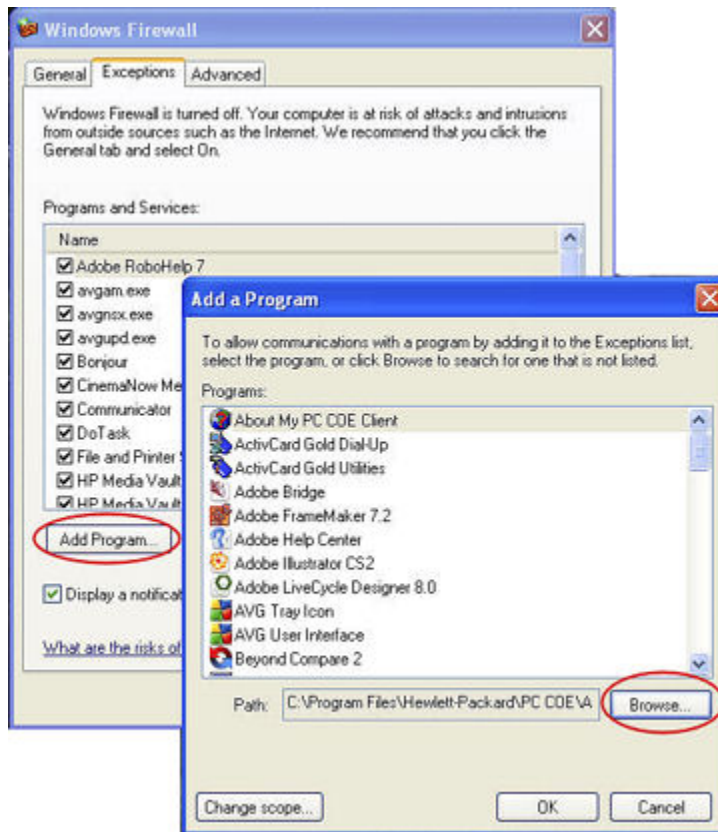 Windows Firewall
General Exceptions Advanced
Windows Firewall is turned off. Your computer is at risk of attacks and intrusions
from outside sources such as the Internet. We recommend that you click the
General tab and select On.
Programs and Services:
Name
Adobe RoboHelp 7
avgam.exe
avgnsx.exe
avgupd.exe
Bonjour
CinemaNow Me
Communicator
DoTask
File and Printer
HP Media Vault
HP Media Vault
Add Program...
Display a notificat
What are the risks of
Add a Program
To allow communications with a program by adding it to the Exceptions list,
select the program, or click Browse to search for one that is not listed.
Programs:
About My PC COE Client
ActivCard Gold Dial-Up
ActivCard Gold Utilities
Adobe Bridge
Adobe FrameMaker 7.2
Adobe Help Center
Adobe Illustrator CS2
Adobe LiveCycle Designer 8.0
AVG Tray Icon
AVG User Interface
Beyond Compare 2
Path: C:\Program Files\Hewlett-Packard\PC COE\A Browse...
Change scope... OK Cancel